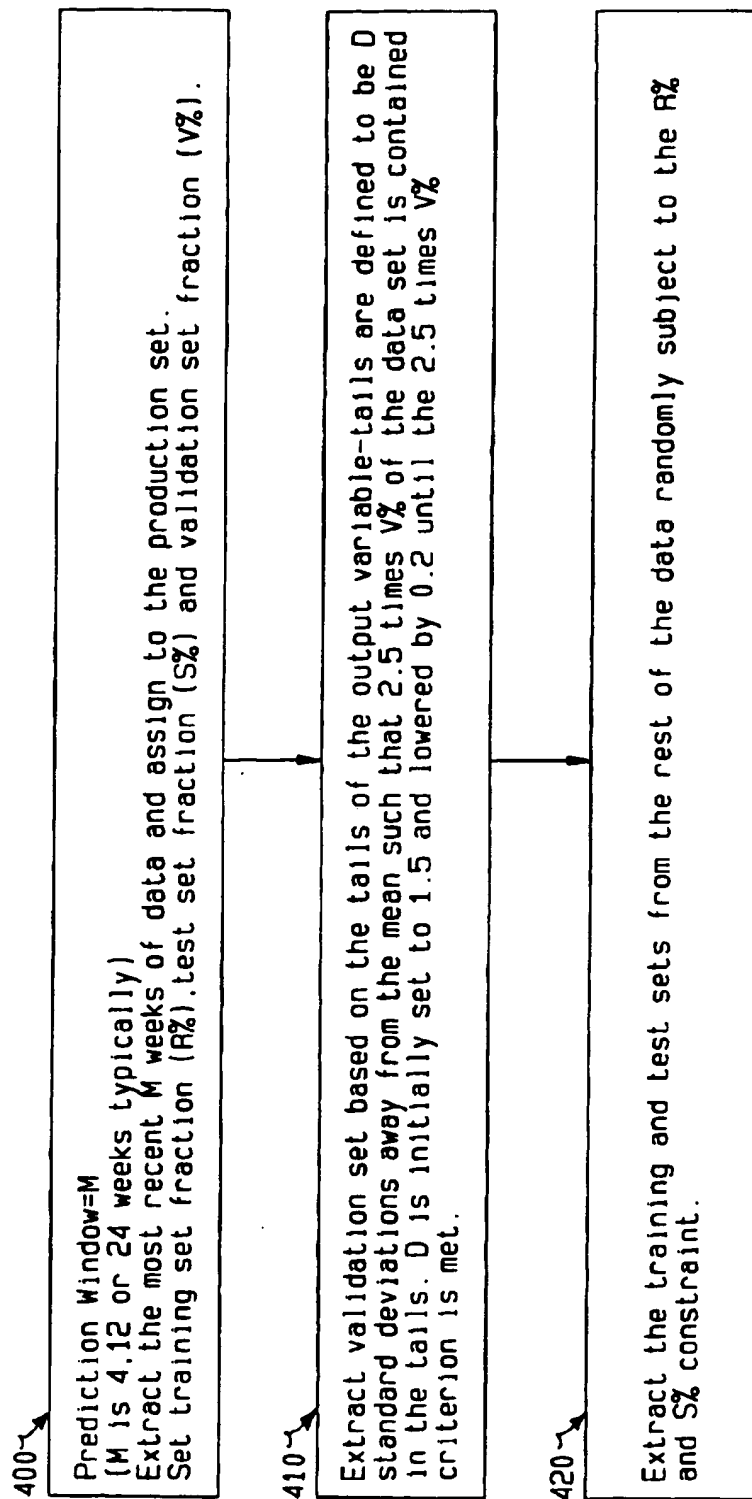 400
Prediction Window=M
(M is 4,12 or 24 weeks typically)
Extract the most recent M weeks of data and assign to the production set.
Set training set fraction (R%),test set fraction (S%) and validation set fraction (V%).
410
Extract validation set based on the tails of the output variable-tails are defined to be D
standard deviations away from the mean such that 2.5 times V% of the data set is contained
in the tails. D is initially set to 1.5 and lowered by 0.2 until the 2.5 times V%
criterion is met.
420
Extract the training and test sets from the rest of the data randomly subject to the R%
and S% constraint.